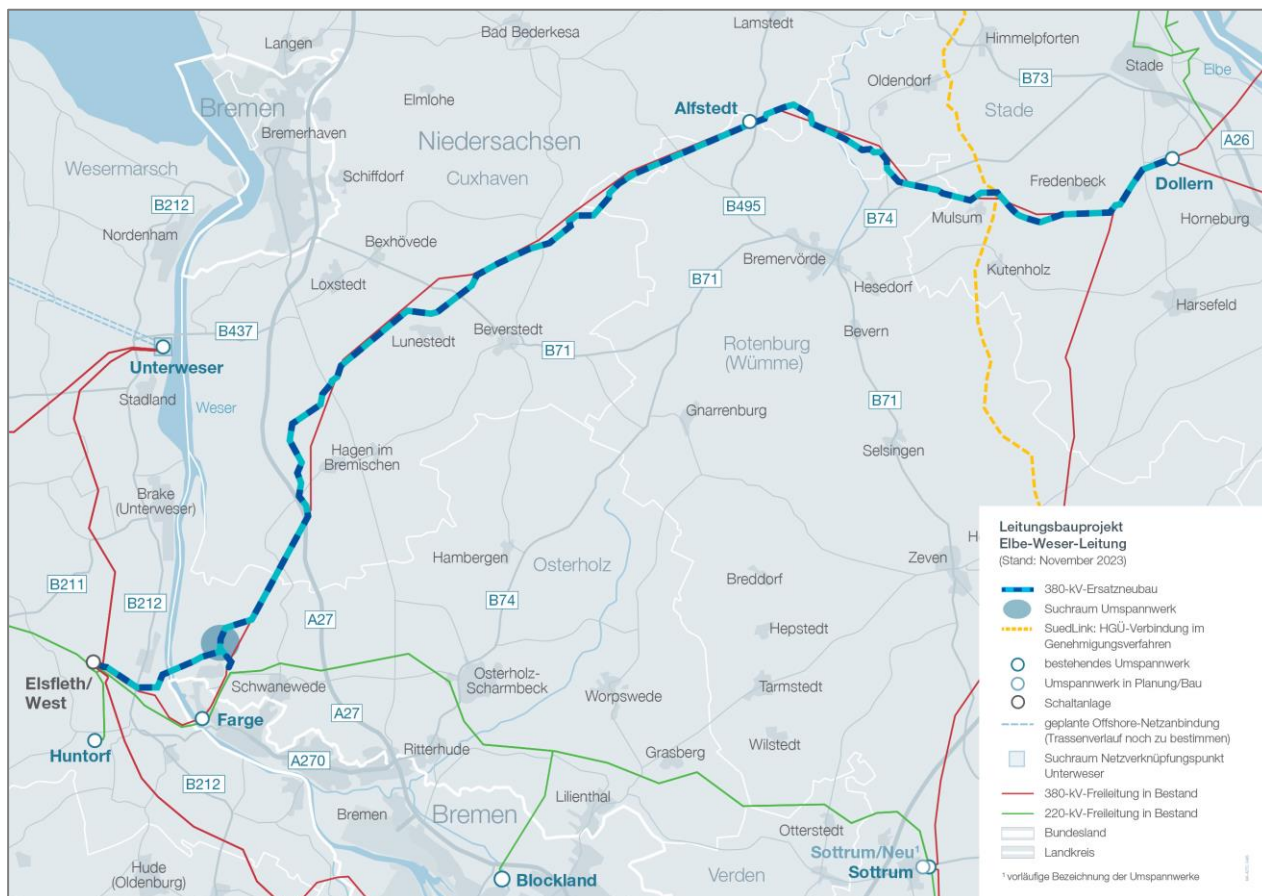 Langen
Bad Bederkesa
Lamstedt
Himmelpforten
Stade
Elbe
B73
Oldendorf
Stade
Elmlohe
Bremen
Bremerhaven
Alfstedt
Niedersachsen
Cuxhaven
A26
Wesermarsch
Schiffdorf
Dollern
Fredenbeck
B212
B495
B74
Mulsum
Horneburg
Nordenham
Bexhövede
Bremervörde
Kutenholz
Loxstedt
B71
Hesedorf
Harsefeld
B437
Lunestedt
Beverstedt
B71
Bevern
Rotenburg
(Wümme)
Unterweser
Stadland
Weser
Gnarrenburg
B71
Hagen im
Bremischen
Selsingen
Brake
(Unterweser)
Hambergen
Osterholz
Zeven
B211
B212
A27
B74
Breddorf
Hepstedt
Elsfleth/
West
Schwanewede
Osterholz-
Scharmbeck
Worpswede
Tarmstedt
Farge
A27
Huntorf
Ritterhude
Grasberg
Wilstedt
B212
A270
Lilienthal
Bremen
Bremen
Otterstedt
Sottrum/Neu¹
Sottrum
Hude
(Oldenburg)
Blockland
Verden
Leitungsbauprojekt
Elbe-Weser-Leitung
(Stand: November 2023)
380-kV-Ersatzneubau
Suchraum Umspannwerk
SuedLink: HGÜ-Verbindung im
Genehmigungsverfahren
bestehendes Umspannwerk
Umspannwerk in Planung/Bau
Schaltanlage
geplante Offshore-Netzanbindung
(Trassenverlauf noch zu bestimmen)
Suchraum Netzverknüpfungspunkt
Unterweser
380-kV-Freileitung in Bestand
220-kV-Freileitung in Bestand
Bundesland
Landkreis
¹ vorläufige Bezeichnung der Umspannwerke